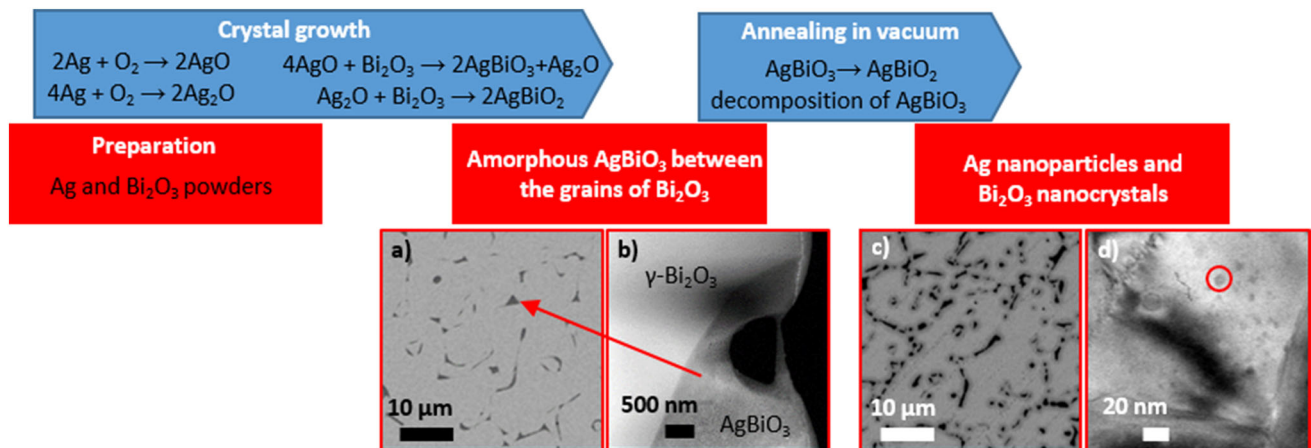 Crystal growth
2Ag + O₂ → 2AgO
4AgO + Bi₂O₃ → 2AgBiO₃+Ag₂O
4Ag + O₂ → 2Ag₂O
Ag₂O + Bi₂O₃ → 2AgBiO₂
Annealing in vacuum
AgBiO₃→ AgBiO₂
decomposition of AgBiO₃
Preparation
Ag and Bi₂O₃ powders
Amorphous AgBiO₃ between
the grains of Bi₂O₃
Ag nanoparticles and
Bi₂O₃ nanocrystals
a)
10 µm
b)
γ-Bi₂O₃
500 nm
AgBiO₃
c)
10 µm
d)
20 nm